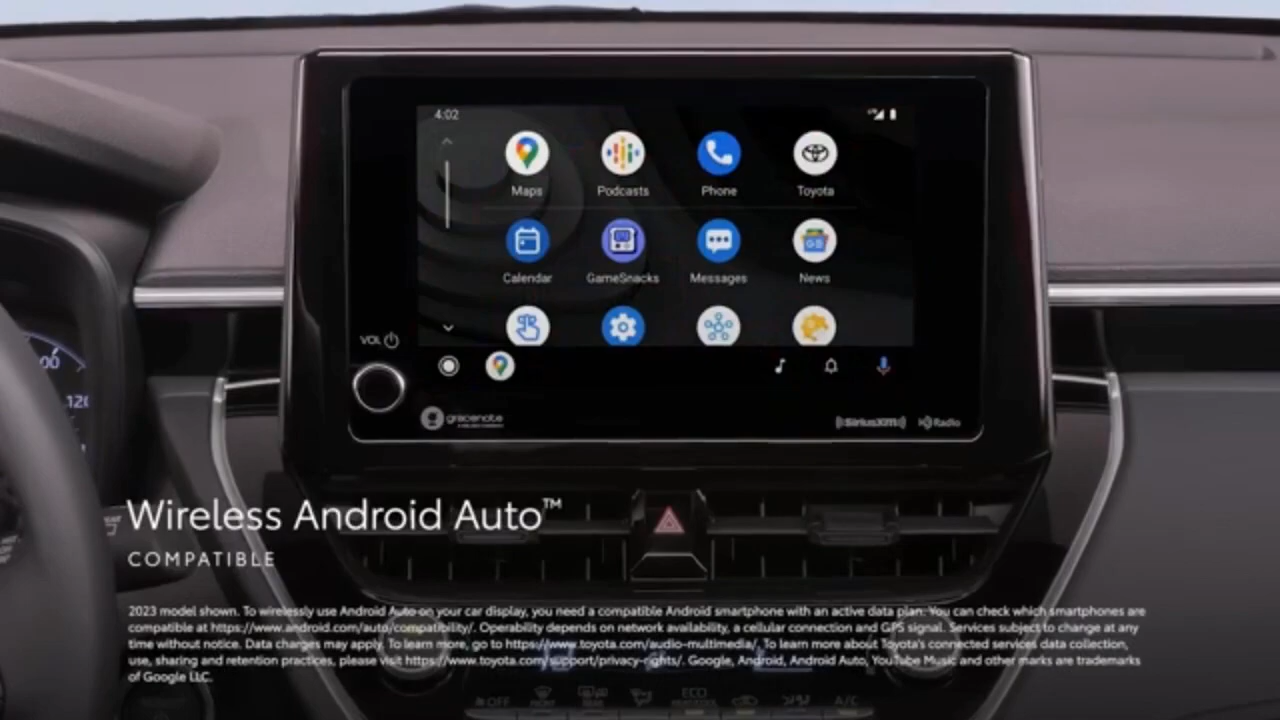 4:02
Maps Podcasts Phone Toyota
Calendar GameSnacks Messages News
GB
VOL
gracenote
SiriusXM HD Radio
Wireless Android Auto™
COMPATIBLE
2023 model shown. To wirelessly use Android Auto on your car display, you need a compatible Android smartphone with an active data plan. You can check which smartphones are
compatible at https://www.android.com/auto/compatibility/. Operability depends on network availability, a cellular connection and GPS signal. Services subject to change at any
time without notice. Data charges may apply. To learn more, go to https://www.toyota.com/audio-multimedia/. To learn more about Toyota's connected services data collection,
use, sharing and retention practices, please visit https://www.toyota.com/support/privacy-rights/. Google, Android, Android Auto, YouTube Music and other marks are trademarks
of Google LLC.
OFF FRONT REAR ECO A/C